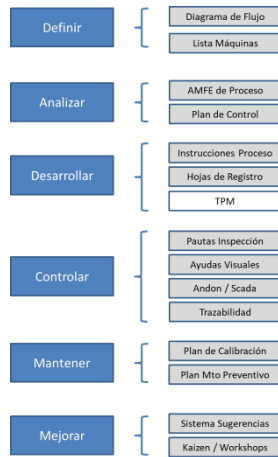 Definir
Diagrama de Flujo
Lista Máquinas
Analizar
AMFE de Proceso
Plan de Control
Desarrollar
Instrucciones Proceso
Hojas de Registro
TPM
Controlar
Pautas Inspección
Ayudas Visuales
Andon / Scada
Trazabilidad
Mantener
Plan de Calibración
Plan Mto Preventivo
Mejorar
Sistema Sugerencias
Kaizen / Workshops